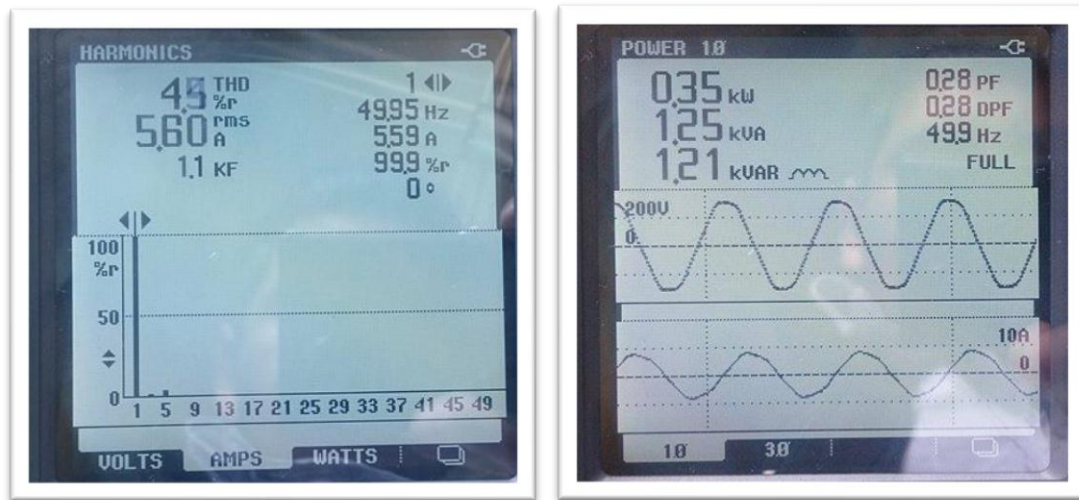 HARMONICS
4,5 THD %r
5,60 rms A
1,1 KF
1
49,95 Hz
5,59 A
99,9 %r
0 °
100
%r
50
0
1 5 9 13 17 21 25 29 33 37 41 45 49
VOLTS AMPS WATTS
POWER 1Ø
0,35 kW
1,25 kVA
1,21 kVAR
0,28 PF
0,28 DPF
49,9 Hz
FULL
200V
0
10A
0
1Ø 3Ø